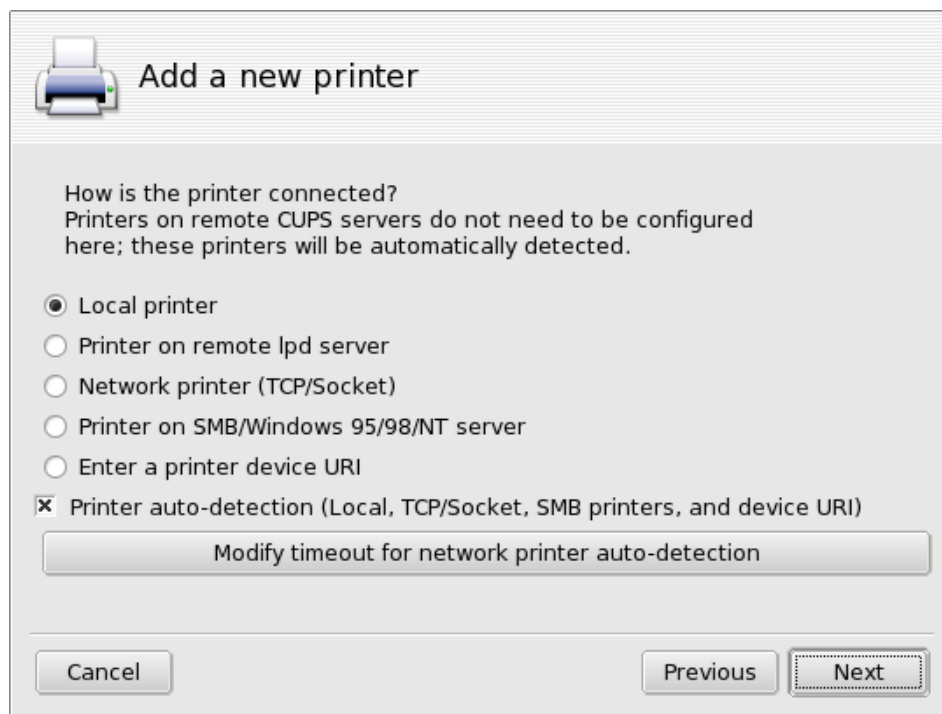 Add a new printer
How is the printer connected?
Printers on remote CUPS servers do not need to be configured
here; these printers will be automatically detected.
Local printer
Printer on remote lpd server
Network printer (TCP/Socket)
Printer on SMB/Windows 95/98/NT server
Enter a printer device URI
Printer auto-detection (Local, TCP/Socket, SMB printers, and device URI)
Modify timeout for network printer auto-detection
Cancel
Previous
Next